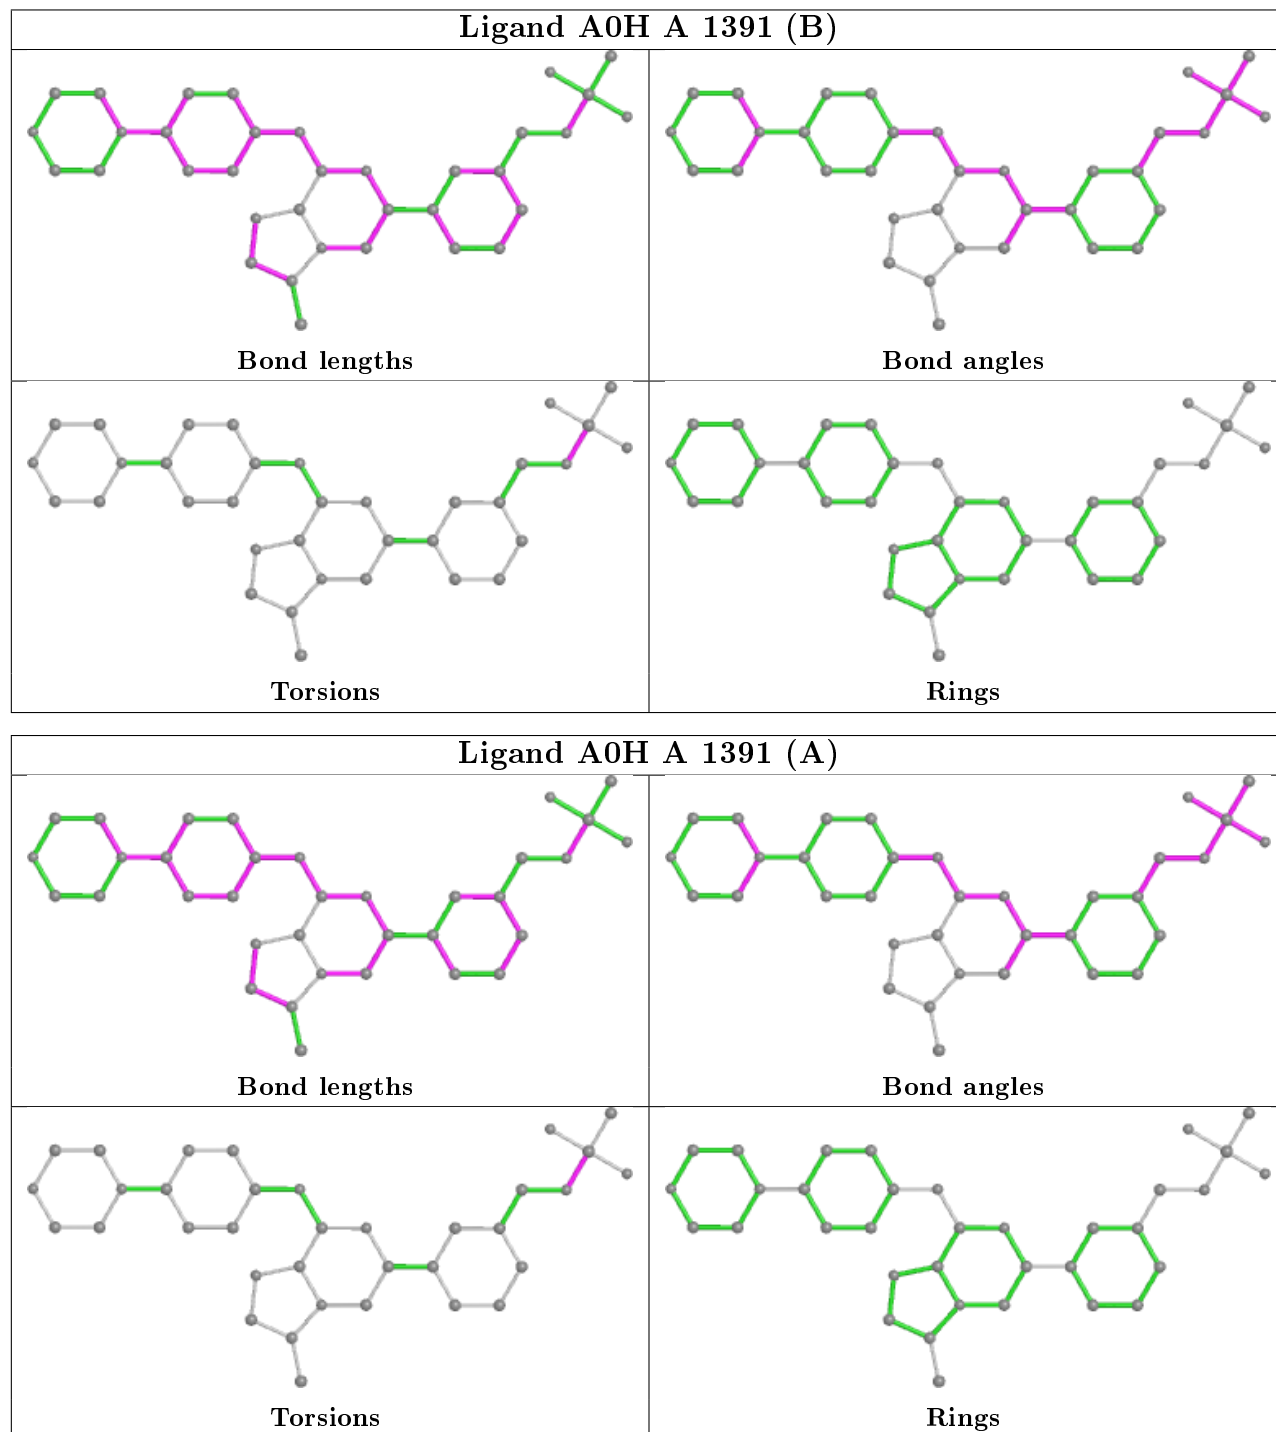 Ligand A0H A 1391 (B)
Bond lengths
Bond angles
Torsions
Rings
Ligand A0H A 1391 (A)
Bond lengths
Bond angles
Torsions
Rings